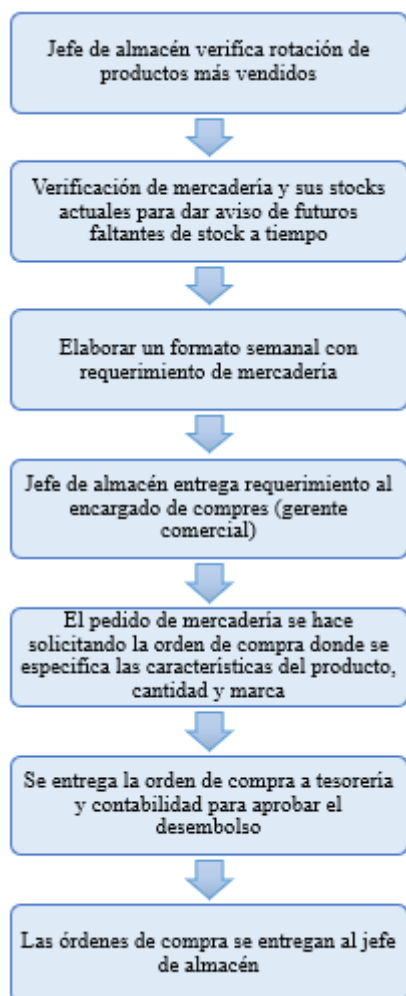 Jefe de almacén verifica rotación de
productos más vendidos
Verificación de mercadería y sus stocks
actuales para dar aviso de futuros
faltantes de stock a tiempo
Elaborar un formato semanal con
requerimiento de mercadería
Jefe de almacén entrega requerimiento al
encargado de compres (gerente
comercial)
El pedido de mercadería se hace
solicitando la orden de compra donde se
especifica las características del producto,
cantidad y marca
Se entrega la orden de compra a tesorería
y contabilidad para aprobar el
desembolso
Las órdenes de compra se entregan al jefe
de almacén